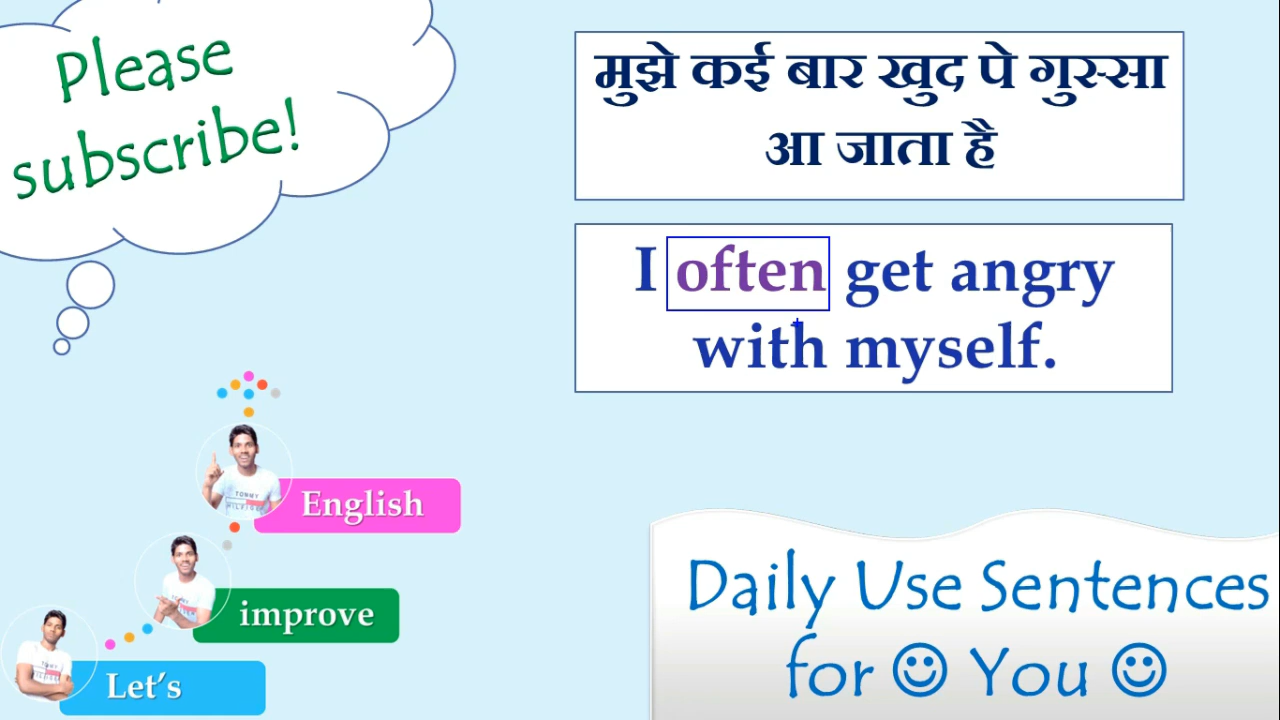 Please
subscribe!
मुझे कई बार खुद पे गुस्सा
आ जाता है
I often get angry
with myself.
English
improve
Let's
Daily Use Sentences
for ☺ You ☺